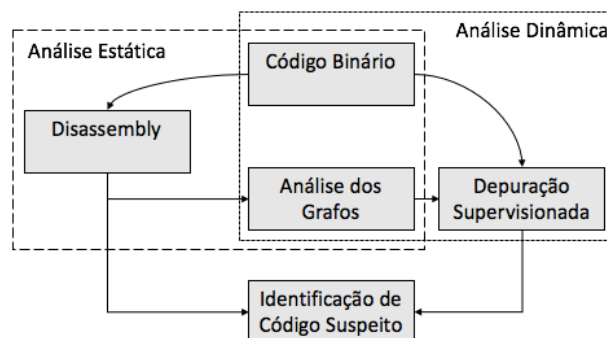 Análise Dinâmica
Análise Estática
Código Binário
Disassembly
Análise dos
Grafos
Depuração
Supervisionada
Identificação de
Código Suspeito